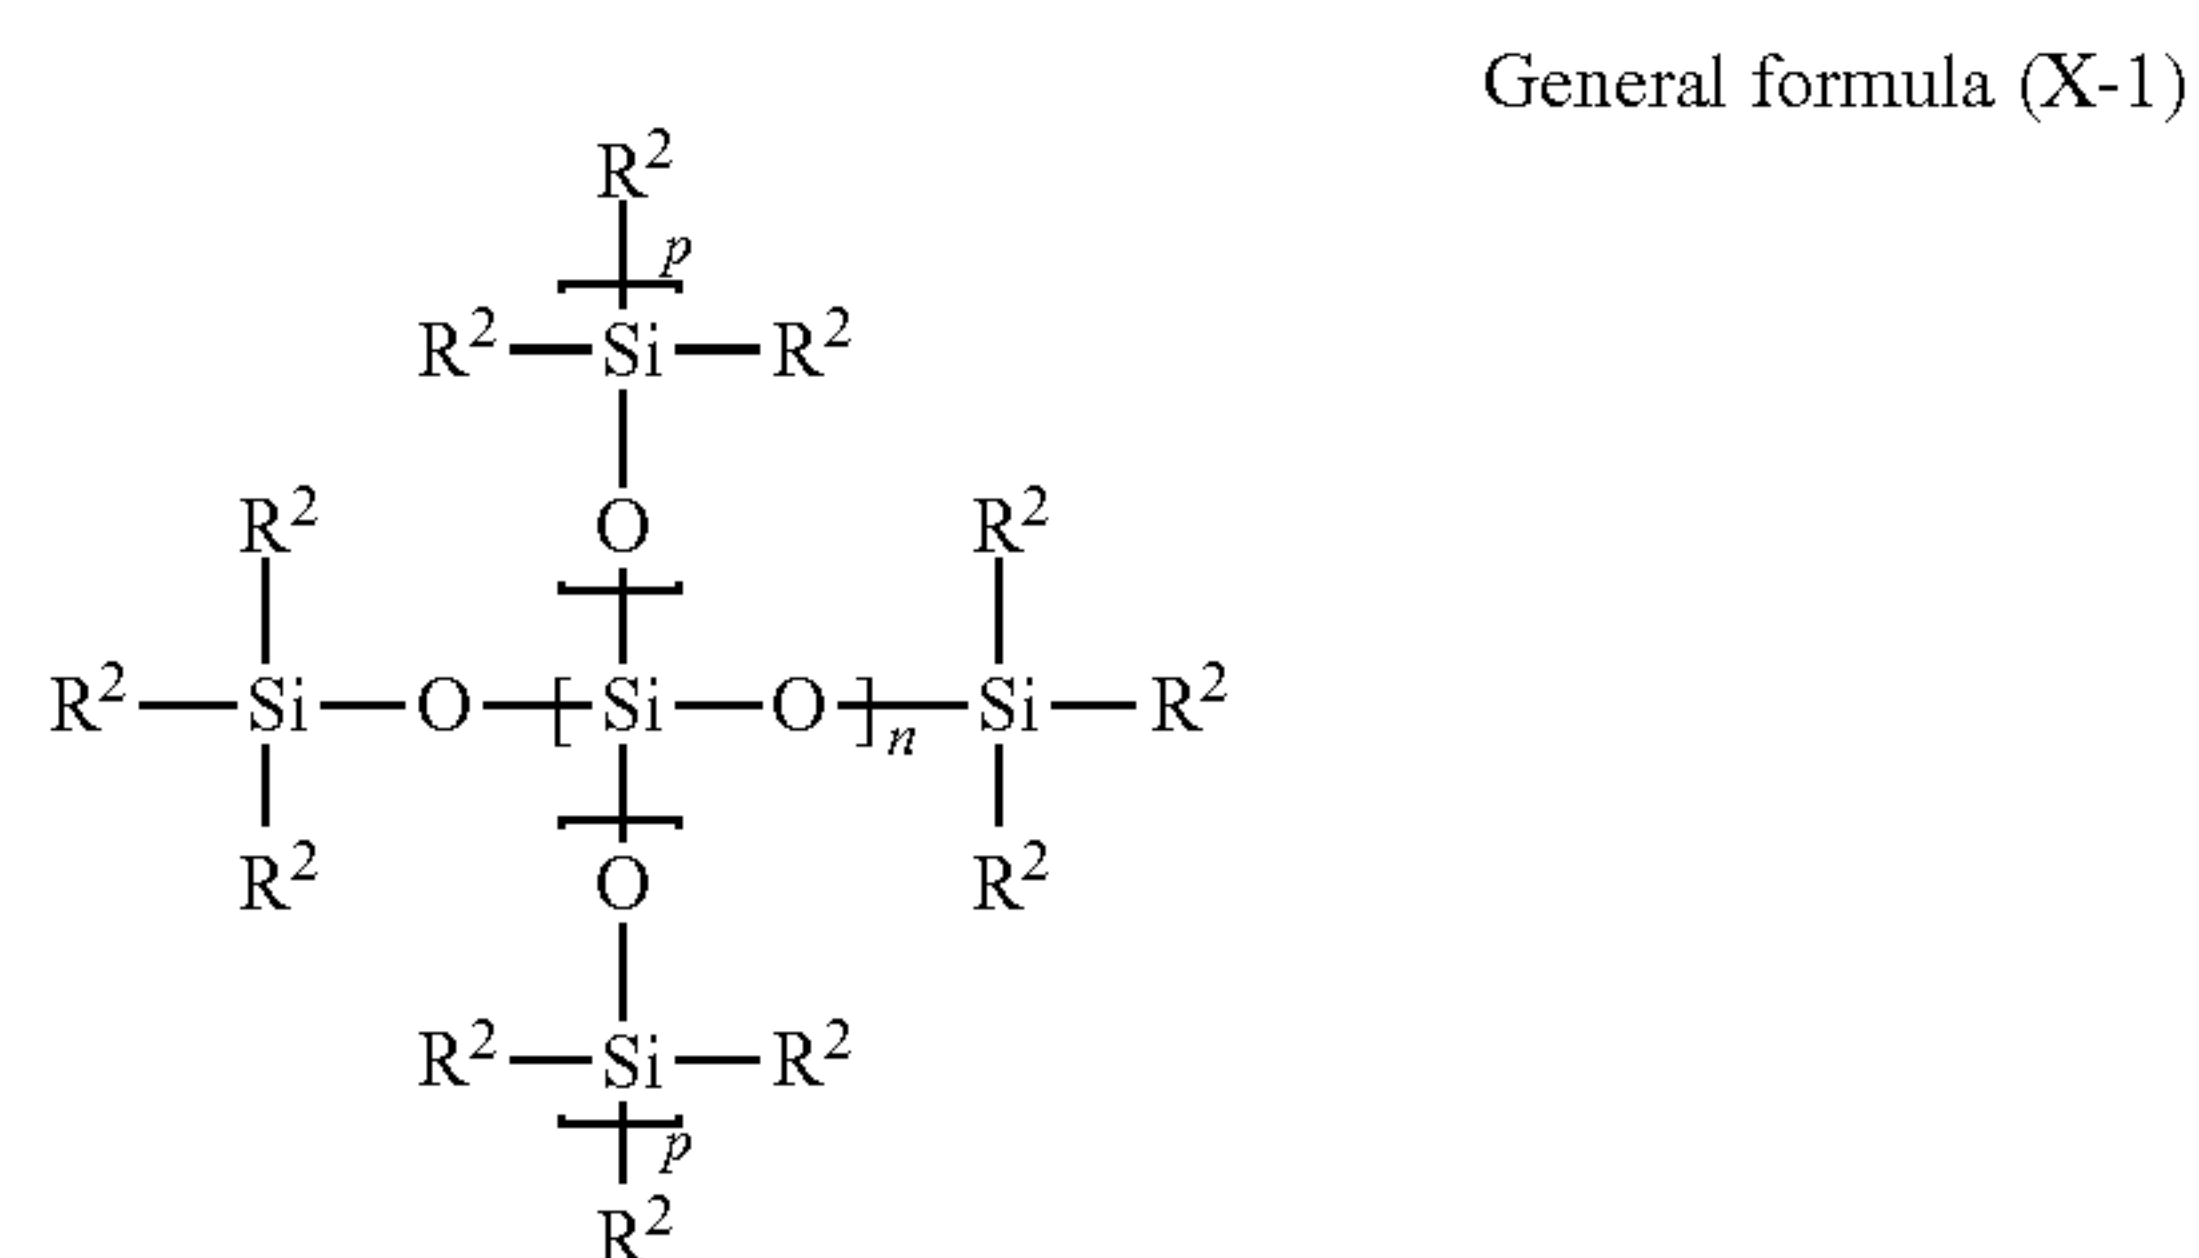 General formula (X-1)
R²
p
R² Si R²
O
R² R²
R² Si O [ Si O ]n Si R²
R² O R²
R² Si R²
p
R²